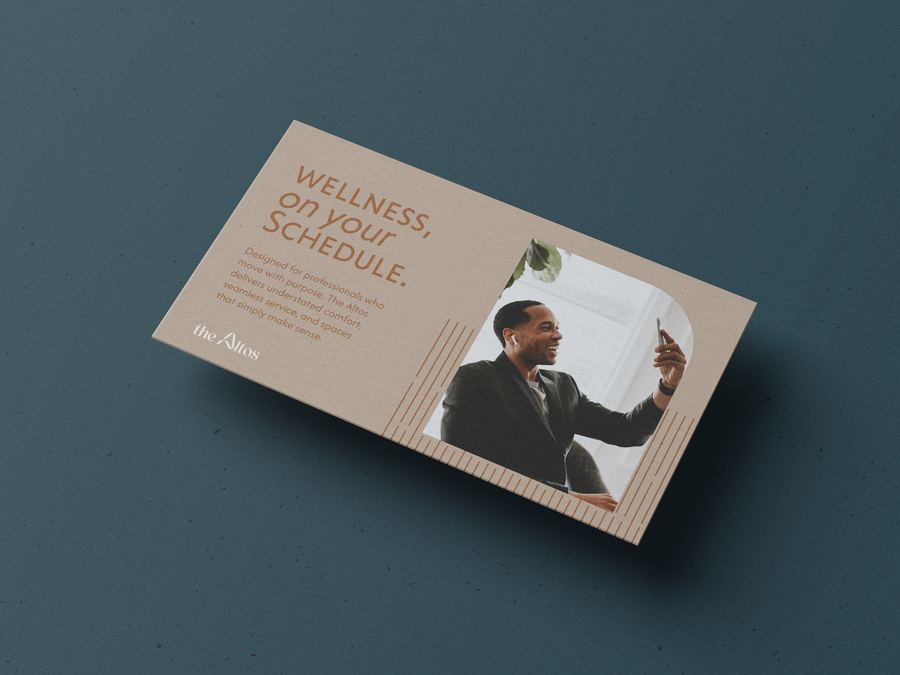 WELLNESS,
on your
SCHEDULE.
Designed for professionals who
move with purpose, The Altos
delivers understated comfort,
seamless service, and spaces
that simply make sense.
the Altos